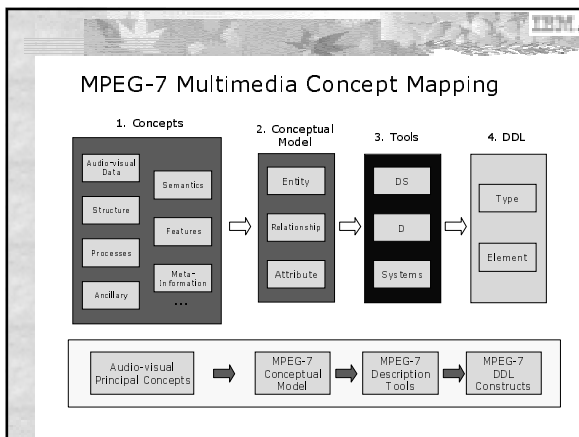 IBM
MPEG-7 Multimedia Concept Mapping
1. Concepts
Audio-visual
Data
Structure
Processes
Ancillary
Semantics
Features
Meta-
Information
...
2. Conceptual
Model
Entity
Relationship
Attribute
3. Tools
DS
D
Systems
4. DDL
Type
Element
Audio-visual
Principal Concepts
MPEG-7
Conceptual
Model
MPEG-7
Description
Tools
MPEG-7
DDL
Constructs